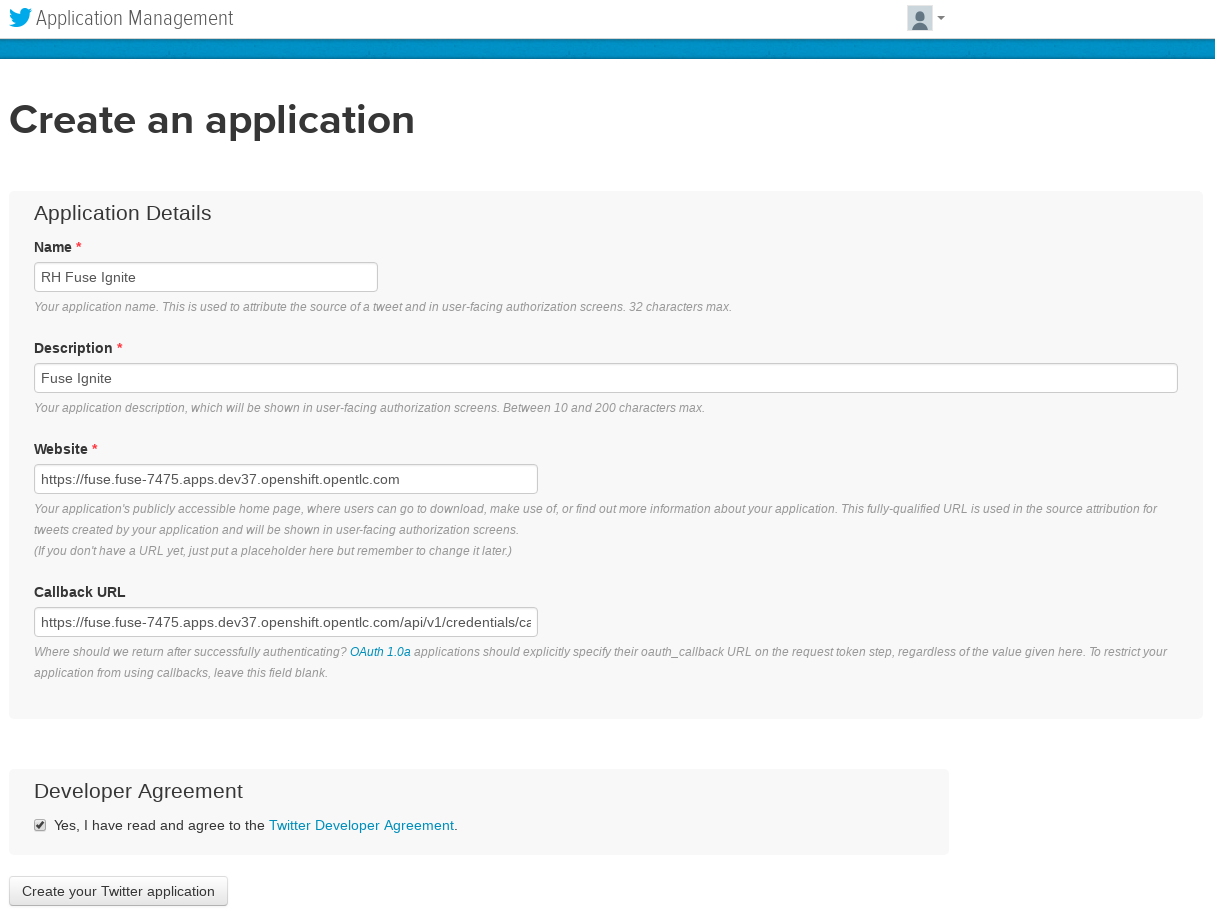 Application Management
Create an application
Application Details
Name *
RH Fuse Ignite
Your application name. This is used to attribute the source of a tweet and in user-facing authorization screens. 32 characters max.
Description *
Fuse Ignite
Your application description, which will be shown in user-facing authorization screens. Between 10 and 200 characters max.
Website *
https://fuse.fuse-7475.apps.dev37.openshift.opentlc.com
Your application's publicly accessible home page, where users can go to download, make use of, or find out more information about your application. This fully-qualified URL is used in the source attribution for
tweets created by your application and will be shown in user-facing authorization screens.
(If you don't have a URL yet, just put a placeholder here but remember to change it later.)
Callback URL
https://fuse.fuse-7475.apps.dev37.openshift.opentlc.com/api/v1/credentials/ca
Where should we return after successfully authenticating? OAuth 1.0a applications should explicitly specify their oauth_callback URL on the request token step, regardless of the value given here. To restrict your
application from using callbacks, leave this field blank.
Developer Agreement
Yes, I have read and agree to the Twitter Developer Agreement.
Create your Twitter application